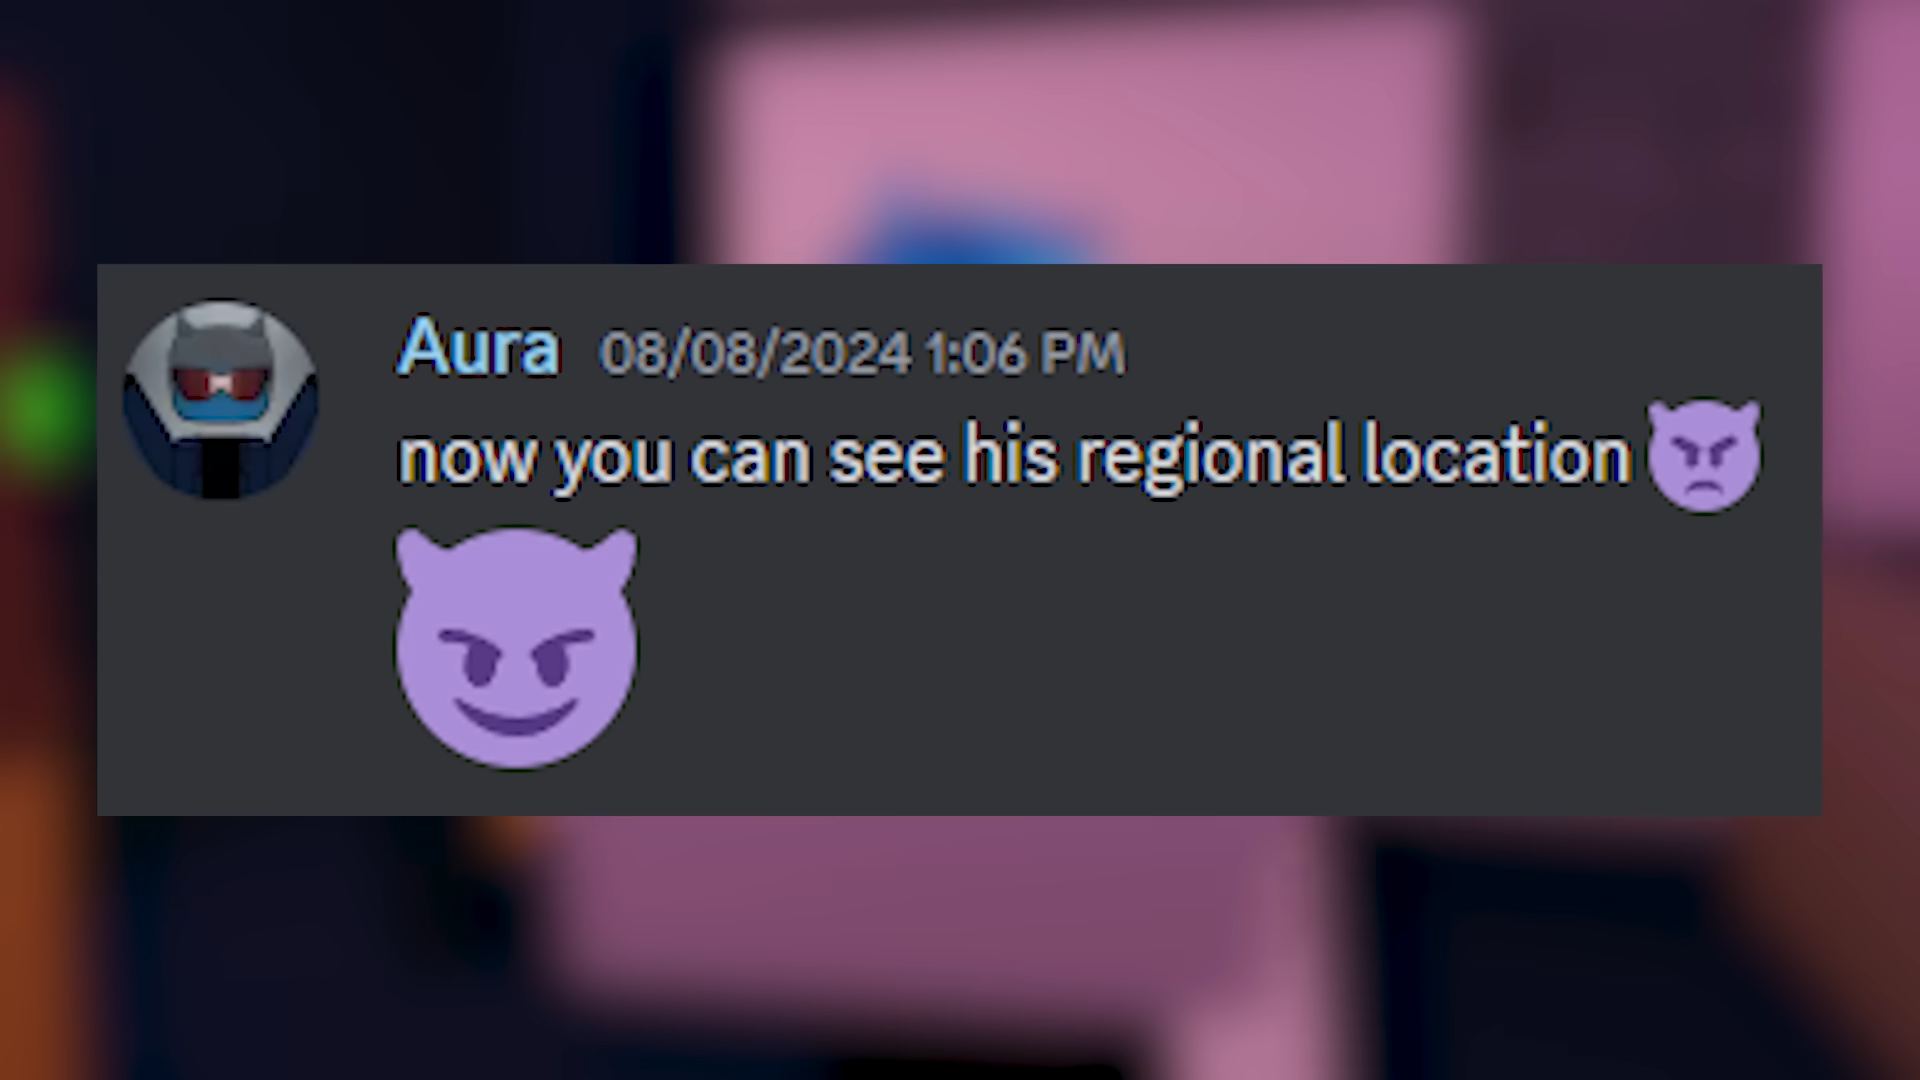 Aura 08/08/2024 1:06 PM
now you can see his regional location 👿
😈